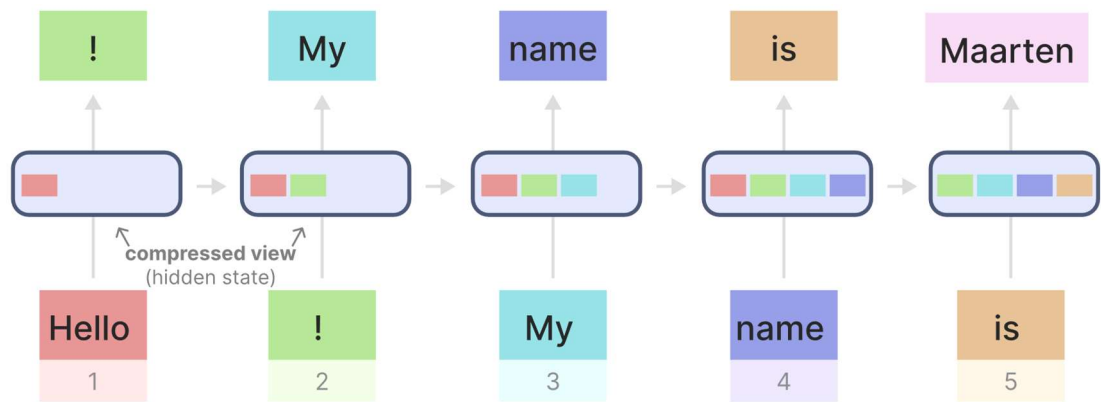 ! My name is Maarten
compressed view
(hidden state)
Hello ! My name is
1 2 3 4 5